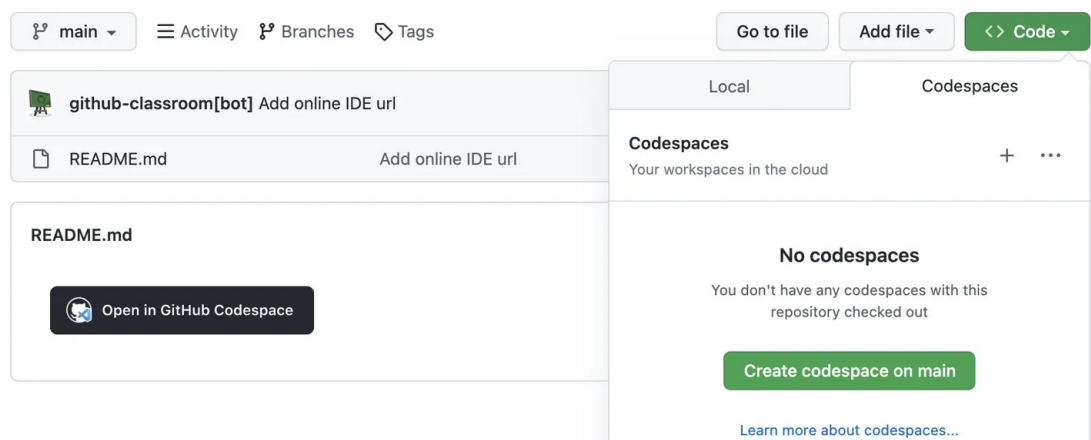 main Activity Branches Tags Go to file Add file Code
github-classroom[bot] Add online IDE url
README.md Add online IDE url
README.md
Open in GitHub Codespace
Local Codespaces
Codespaces
Your workspaces in the cloud
No codespaces
You don't have any codespaces with this
repository checked out
Create codespace on main
Learn more about codespaces...